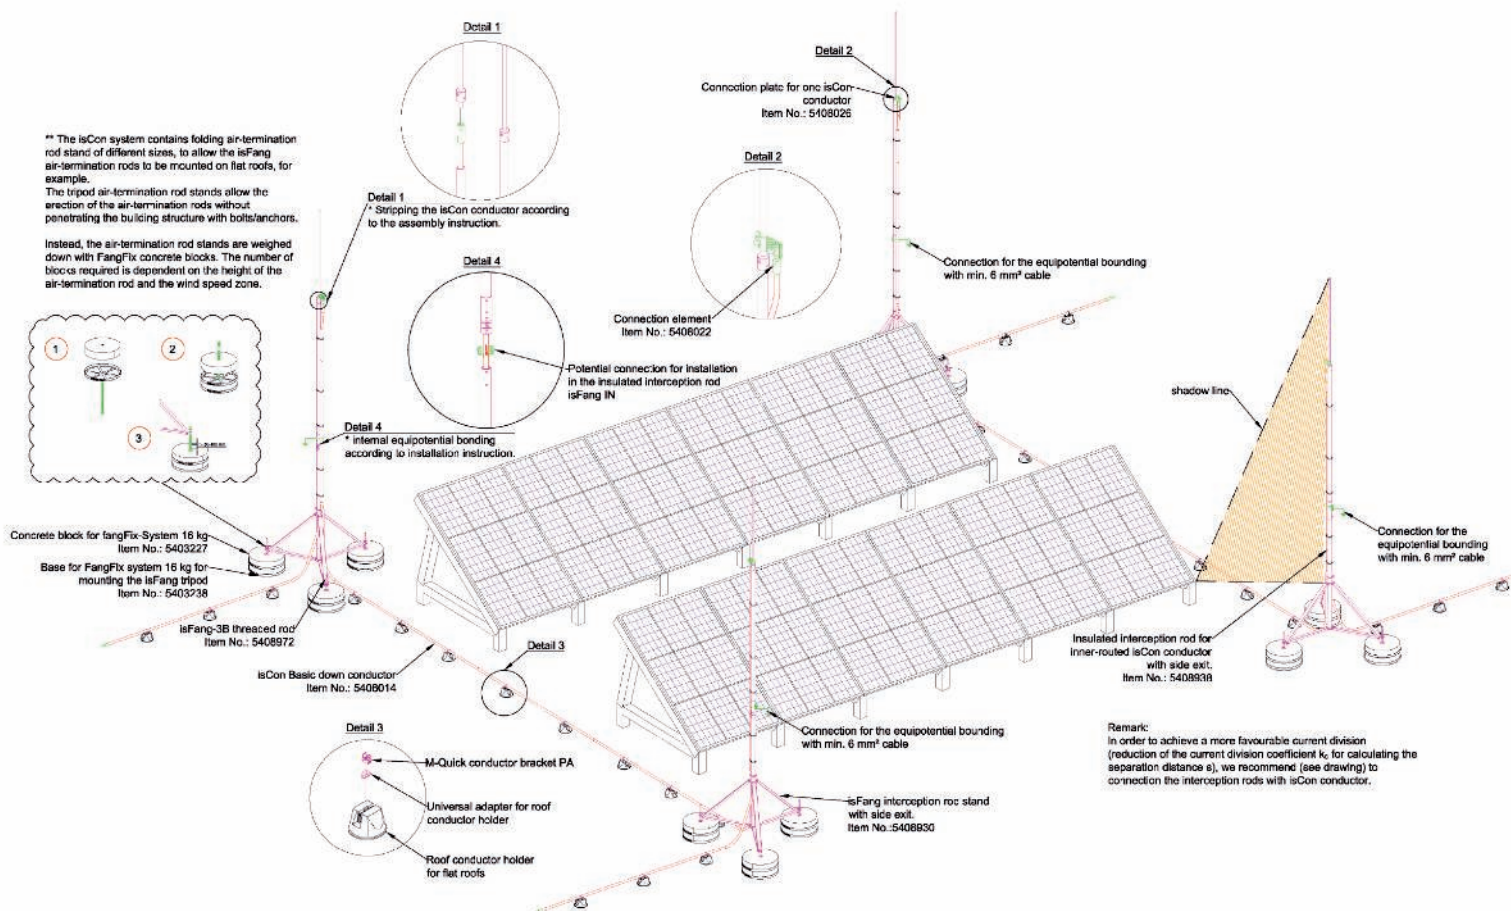 Detail 1
Detail 2
Connection plate for one isCon
conductor
Item No.: 5408026
** The isCon system contains folding air-termination
rod stand of different sizes, to allow the isFang
air-termination rods to be mounted on flat roofs, for
example.
The tripod air-termination rod stands allow the
erection of the air-termination rods without
penetrating the building structure with bolts/anchors.
Instead, the air-termination rod stands are weighed
down with FangFix concrete blocks. The number of
blocks required is dependent on the height of the
air-termination rod and the wind speed zone.
Detail 2
Detail 1
* Stripping the isCon conductor according
to the assembly instruction.
Detail 4
Connection for the equipotential bounding
with min. 6 mm² cable
Connection element
Item No.: 5408022
1
2
3
Potential connection for installation
in the insulated interception rod
isFang IN
shadow line
Detail 4
* internal equipotential bonding
according to installation instruction.
Concrete block for fangFix-System 16 kg
Item No.: 5403227
Base for FangFix system 16 kg for
mounting the isFang tripod
Item No.: 5403238
isFang-3B threaded rod
Item No.: 5408972
isCon Basic down conductor
Item No.: 5408014
Detail 3
Connection for the
equipotential bounding
with min. 6 mm² cable
Insulated interception rod for
inner-routed isCon conductor
with side exit.
Item No.: 5408938
Detail 3
M-Quick conductor bracket PA
Universal adapter for roof
conductor holder
Roof conductor holder
for flat roofs
Connection for the equipotential bounding
with min. 6 mm² cable
isFang interception roc stand
with side exit.
Item No.:5408930
Remark:
In order to achieve a more favourable current division
(reduction of the current division coefficient kc for calculating the
separation distance s), we recommend (see drawing) to
connection the interception rods with isCon conductor.